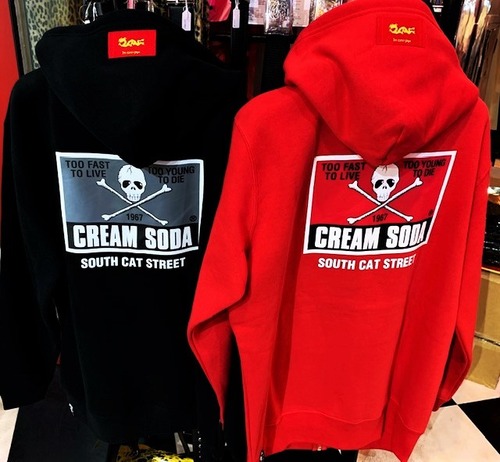 TOO FAST
TO LIVE
TOO YOUNG
TO DIE
1967
CREAM SODA
®
SOUTH CAT STREET
TOO FAST
TO LIVE
TOO YOUNG
TO DIE
1967
CREAM SODA
SOUTH CAT STREET